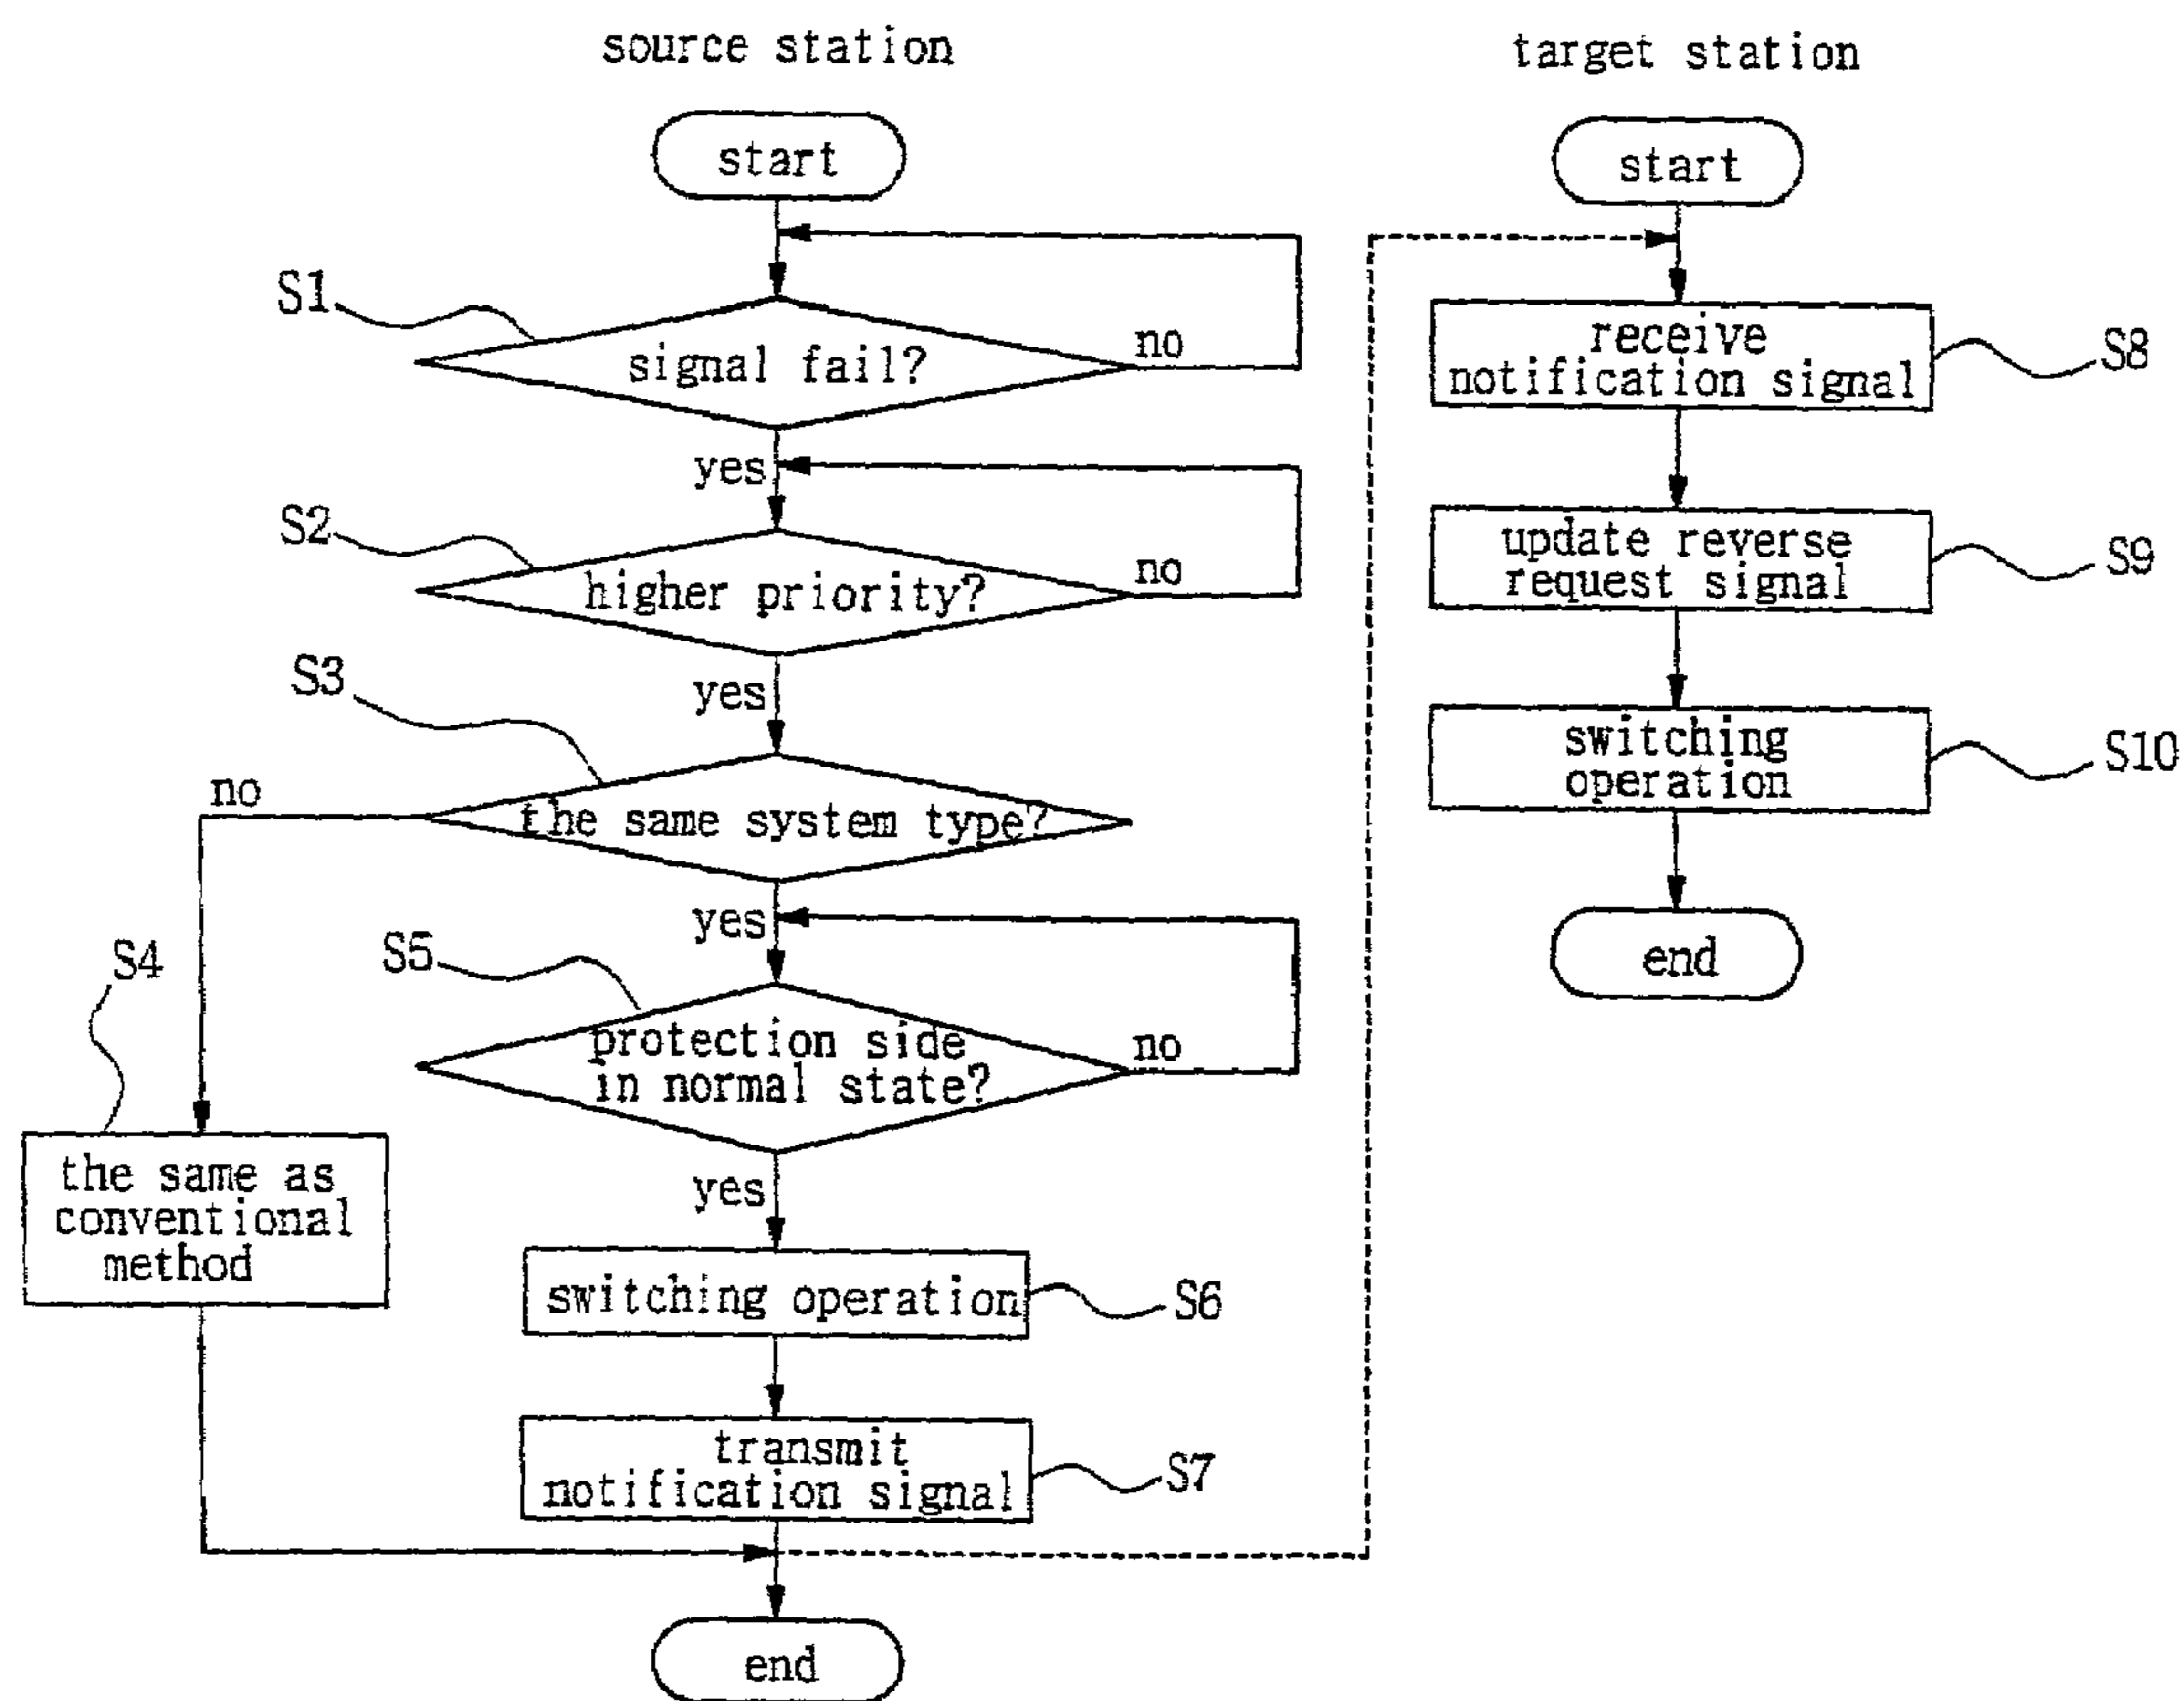 source station
start
S1
signal fail?
no
yes
S2
higher priority?
no
yes
S3
the same system type?
no
yes
S4
the same as
conventional
method
S5
protection side
in normal state?
no
yes
switching operation
S6
transmit
notification signal
S7
end
target station
start
receive
notification signal
S8
update reverse
request signal
S9
switching
operation
S10
end